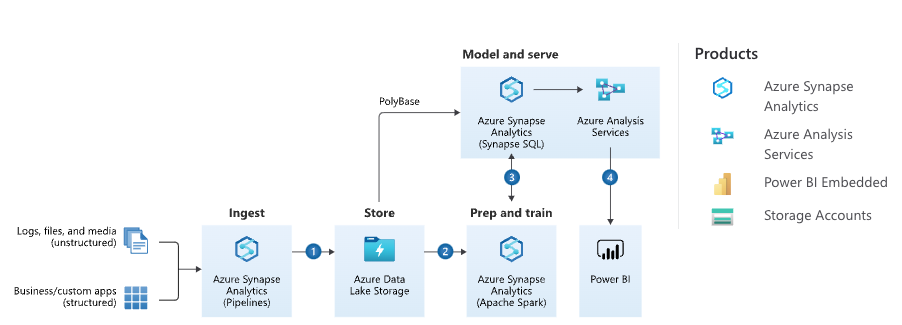 Model and serve
PolyBase
Azure Synapse
Analytics
(Synapse SQL)
Azure Analysis
Services
3
4
Ingest
Store
Prep and train
Logs, files, and media
(unstructured)
Business/custom apps
(structured)
Azure Synapse
Analytics
(Pipelines)
1
Azure Data
Lake Storage
2
Azure Synapse
Analytics
(Apache Spark)
Power BI
Products
Azure Synapse
Analytics
Azure Analysis
Services
Power BI Embedded
Storage Accounts